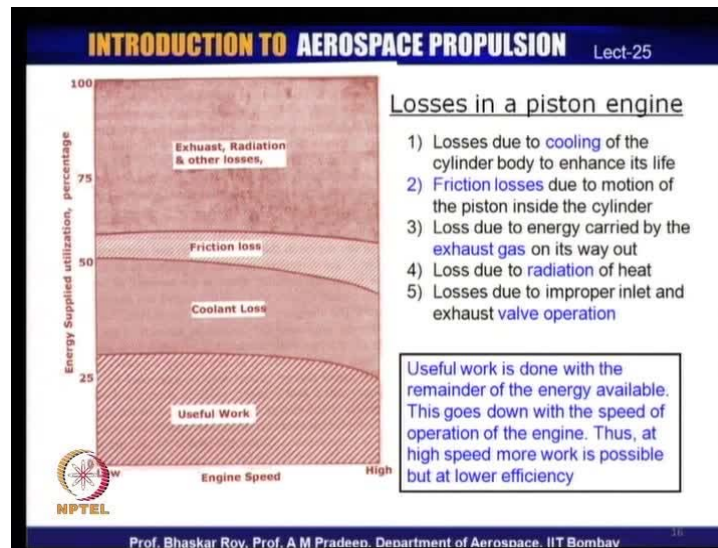 INTRODUCTION TO AEROSPACE PROPULSION Lect-25
100
75
50
25
Energy Supplied utilization, percentage
Exhuast, Radiation
& other losses,
Friction loss
Coolant Loss
Useful Work
Engine Speed
High
Losses in a piston engine
1) Losses due to cooling of the
cylinder body to enhance its life
2) Friction losses due to motion of
the piston inside the cylinder
3) Loss due to energy carried by the
exhaust gas on its way out
4) Loss due to radiation of heat
5) Losses due to improper inlet and
exhaust valve operation
Useful work is done with the
remainder of the energy available.
This goes down with the speed of
operation of the engine. Thus, at
high speed more work is possible
but at lower efficiency
NPTEL
16
Prof. Bhaskar Roy, Prof. A M Pradeep, Department of Aerospace, IIT Bombay